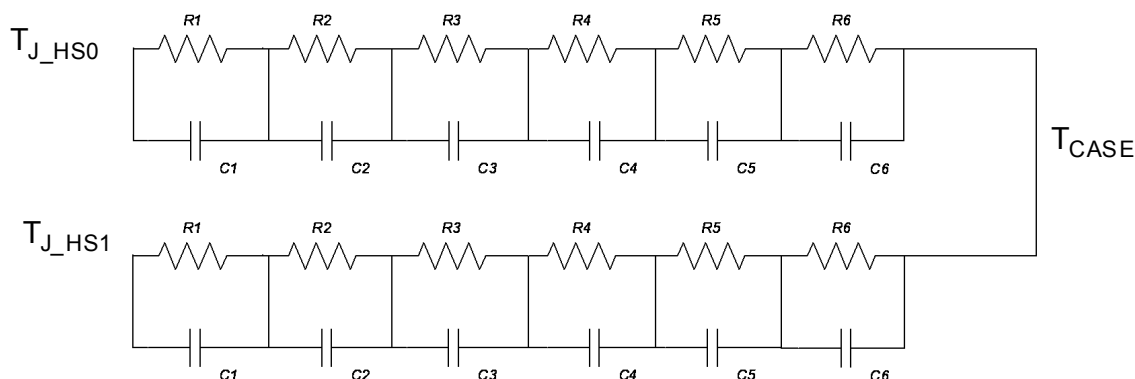 R1 R2 R3 R4 R5 R6
T_J_HS0
C1 C2 C3 C4 C5 C6
T_CASE
R1 R2 R3 R4 R5 R6
T_J_HS1
C1 C2 C3 C4 C5 C6